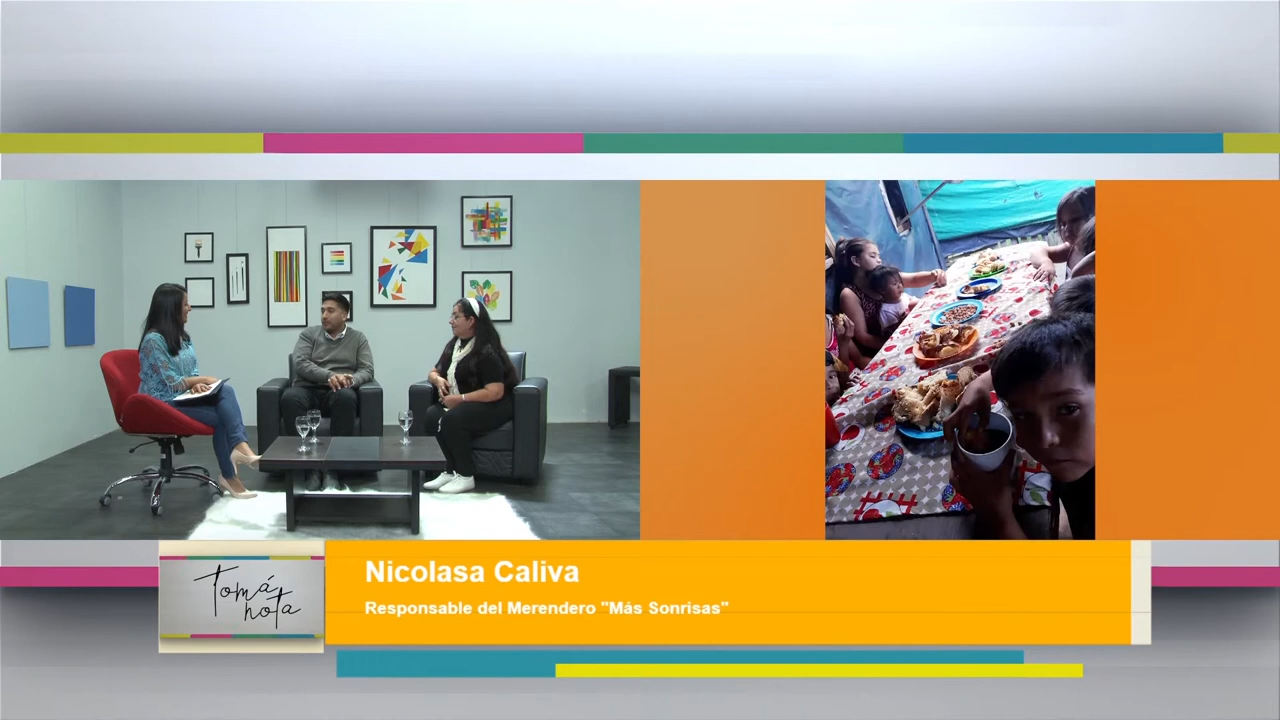 Tomá
nota
Nicolasa Caliva
Responsable del Merendero "Más Sonrisas"